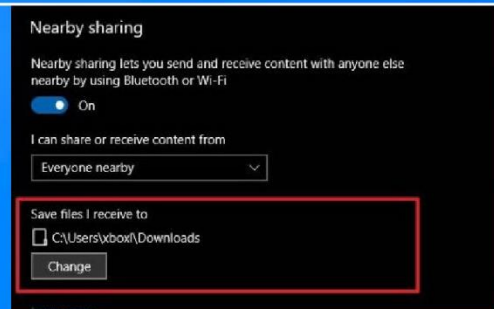 Nearby sharing
Nearby sharing lets you send and receive content with anyone else
nearby by using Bluetooth or Wi-Fi
On
I can share or receive content from
Everyone nearby
Save files I receive to
C:\Users\xboxl\Downloads
Change